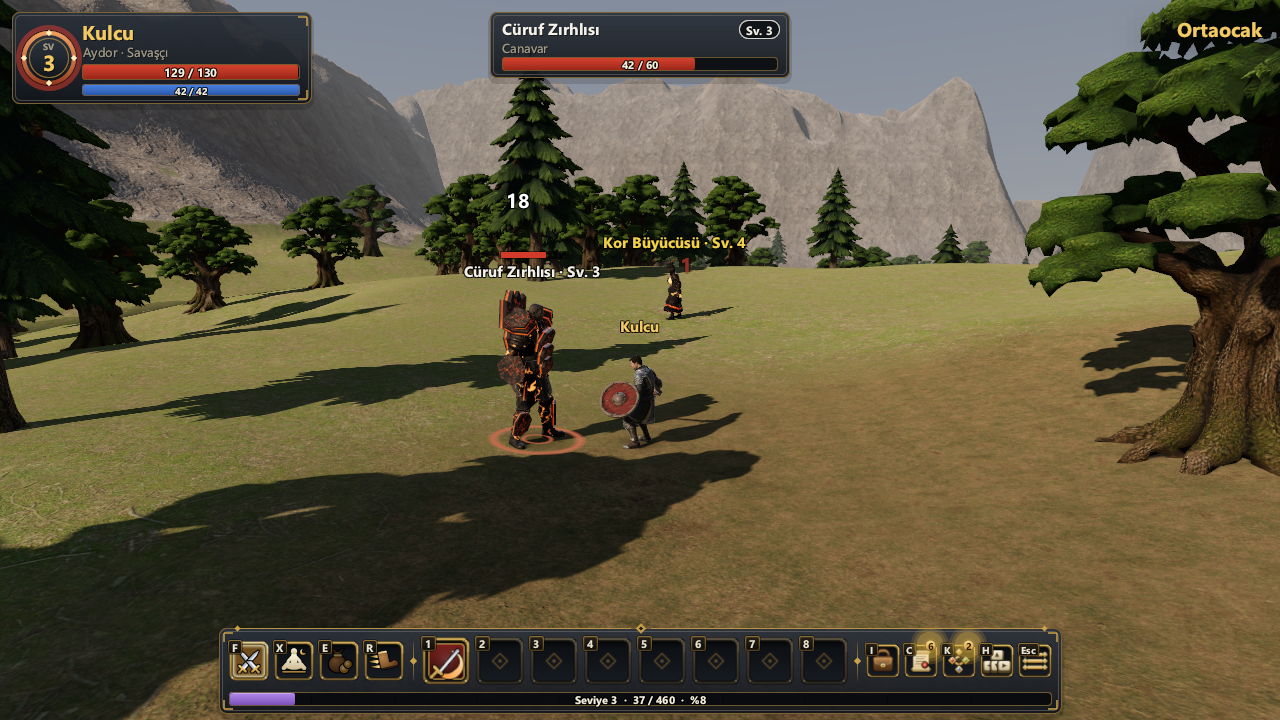 SV
3
Kulcu
Aydor · Savaşçı
129 / 130
42 / 42
Cüruf Zırhlısı
Sv. 3
Canavar
42 / 60
Ortaocak
18
Kor Büyücüsü · Sv. 4
1
Cüruf Zırhlısı · Sv. 3
Kulcu
F
X
E
R
1
2
3
4
5
6
7
8
I
C
6
K
2
H
Esc
Seviye 3 · 37 / 460 · %8